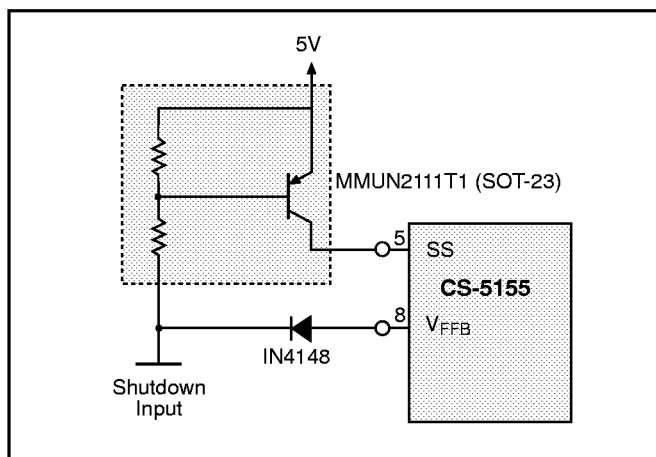 5V
MMUN2111T1 (SOT-23)
5
SS
CS-5155
8
VFFB
IN4148
Shutdown
Input